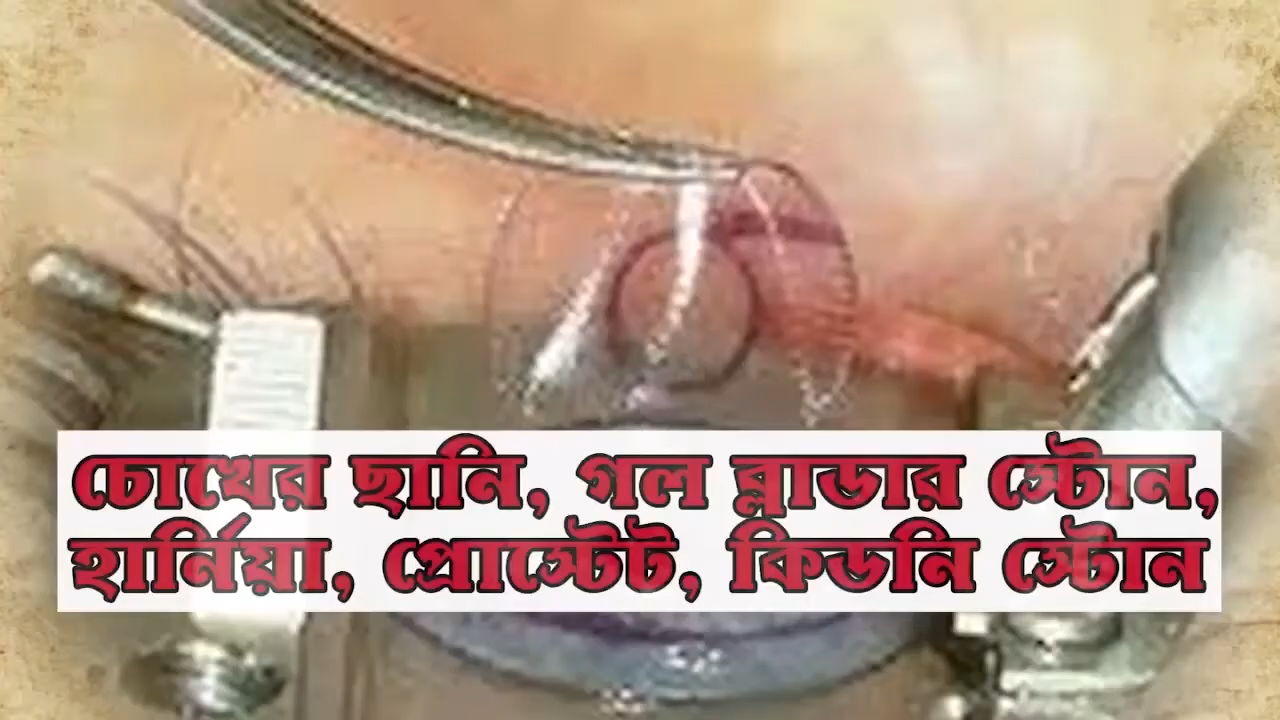 চোখের ছানি, গল ব্লাডার স্টোন,
হার্নিয়া, প্রোস্টেট, কিডনি স্টোন